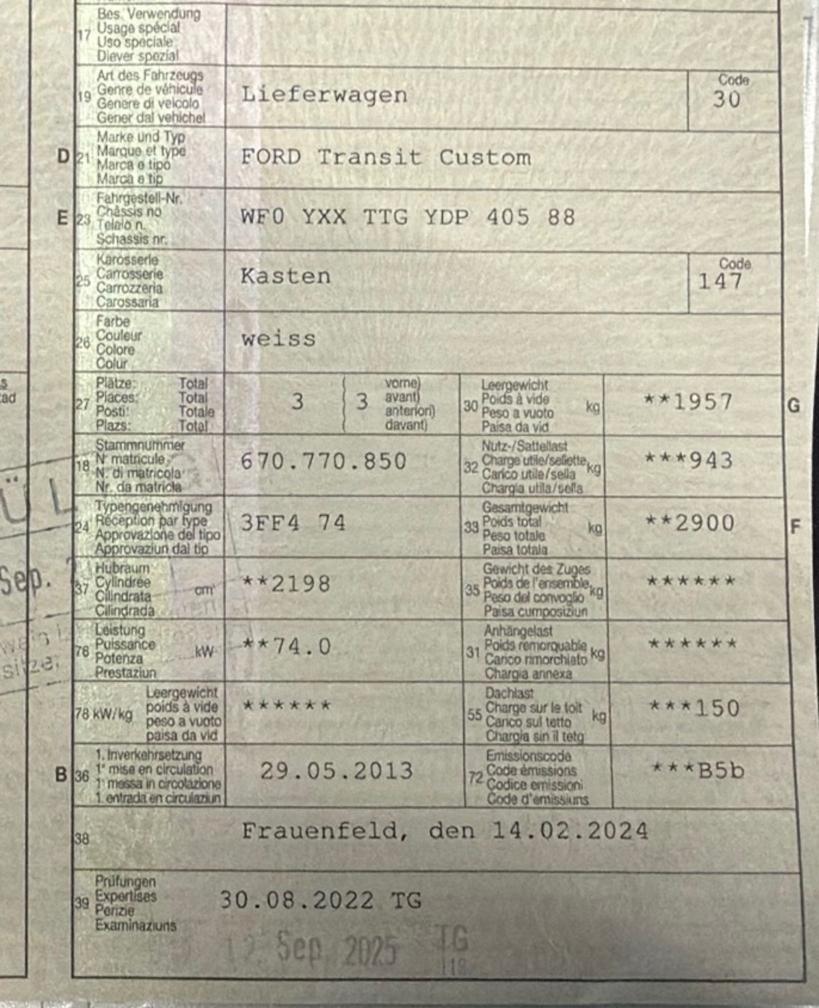 17 Bes. Verwendung
Usage spécial
Uso speciale
Diever spezial
19 Art des Fahrzeugs
Genre de véhicule
Genere di veicolo
Gener dal vehichel
Lieferwagen
Code
30
D 21 Marke und Typ
Marque et type
Marca e tipo
Marca e tip
FORD Transit Custom
E 23 Fahrgestell-Nr.
Châssis no
Telaio n.
Schassis nr.
WF0 YXX TTG YDP 405 88
25 Karosserie
Carrosserie
Carrozzeria
Carossaria
Kasten
Code
147
26 Farbe
Couleur
Colore
Colur
weiss
27 Plätze: Total
Places: Total
Posti: Totale
Plazs: Total
3 ( 3 vorne)
avant)
anteriori)
davant)
30 Leergewicht
Poids à vide
Peso a vuoto
Paisa da vid
kg
**1957
G
18 Stammnummer
N° matricule
N. di matricola
Nr. da matricla
670.770.850
32 Nutz-/Sattellast
Charge utile/sellette
Carico utile/sella
Chargia utila/sella
kg
***943
24 Typengenehmigung
Réception par type
Approvazione del tipo
Approvaziun dal tip
3FF4 74
33 Gesamtgewicht
Poids total
Peso totale
Paisa totala
kg
**2900
F
37 Hubraum
Cylindrée
Cilindrata
Cilindrada
cm³
**2198
35 Gewicht des Zuges
Poids de l'ensemble
Peso del convoglio
Paisa cumposiziun
kg
******
76 Leistung
Puissance
Potenza
Prestaziun
kW
**74.0
31 Anhängelast
Poids remorquable
Carico rimorchiato
Chargia annexa
kg
******
78 kW/kg Leergewicht
poids à vide
peso a vuoto
paisa da vid
******
55 Dachlast
Charge sur le toit
Carico sul tetto
Chargia sin il tetg
kg
***150
B 36 1. Inverkehrsetzung
1re mise en circulation
1a messa in circolazione
1. entrada en circulaziun
29.05.2013
72 Emissionscode
Code émissions
Codice emissioni
Code d'emissiuns
***B5b
38 Frauenfeld, den 14.02.2024
39 Prüfungen
Expertises
Perizie
Examinaziuns
30.08.2022 TG
12. Sep. 2025 TG
Sep.